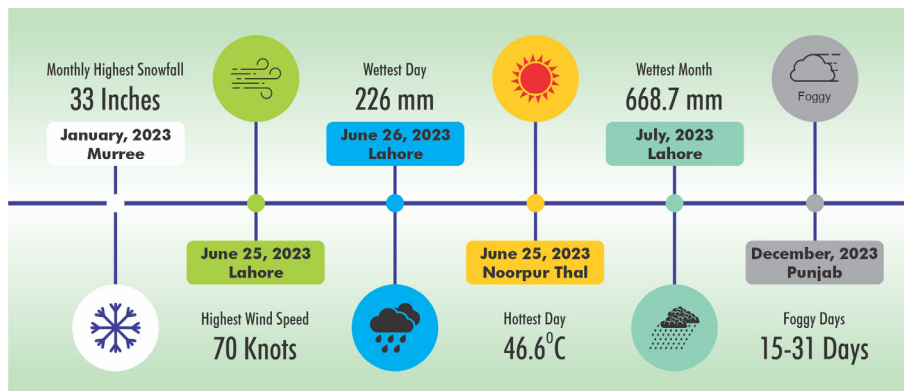 Monthly Highest Snowfall
33 Inches
January, 2023
Murree
June 25, 2023
Lahore
Highest Wind Speed
70 Knots
Wettest Day
226 mm
June 26, 2023
Lahore
June 25, 2023
Noorpur Thal
Hottest Day
46.6⁰C
Wettest Month
668.7 mm
July, 2023
Lahore
Foggy
December, 2023
Punjab
Foggy Days
15-31 Days